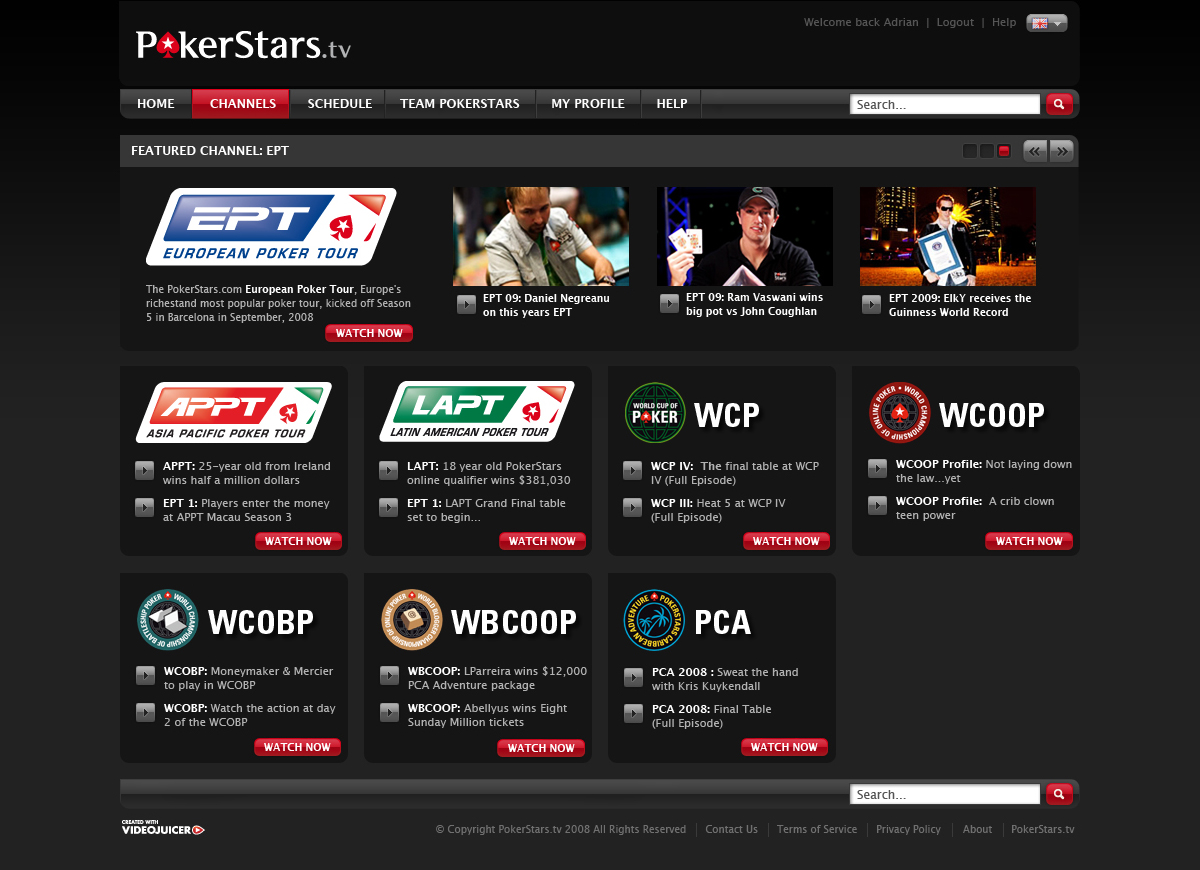 Welcome back Adrian | Logout | Help
PokerStars.tv
HOME CHANNELS SCHEDULE TEAM POKERSTARS MY PROFILE HELP Search...
FEATURED CHANNEL: EPT
EPT
EUROPEAN POKER TOUR
The PokerStars.com European Poker Tour, Europe's
richestand most popular poker tour, kicked off Season
5 in Barcelona in September, 2008
WATCH NOW
EPT 09: Daniel Negreanu
on this years EPT
EPT 09: Ram Vaswani wins
big pot vs John Coughlan
EPT 2009: ElkY receives the
Guinness World Record
APPT
ASIA PACIFIC POKER TOUR
APPT: 25-year old from Ireland
wins half a million dollars
EPT 1: Players enter the money
at APPT Macau Season 3
WATCH NOW
LAPT
LATIN AMERICAN POKER TOUR
LAPT: 18 year old PokerStars
online qualifier wins $381,030
EPT 1: LAPT Grand Final table
set to begin...
WATCH NOW
WORLD CUP OF
POKER
WCP
WCP IV: The final table at WCP
IV (Full Episode)
WCP III: Heat 5 at WCP IV
(Full Episode)
WATCH NOW
WORLD CHAMPIONSHIP OF ONLINE POKER
WCOOP
WCOOP Profile: Not laying down
the law...yet
WCOOP Profile: A crib clown
teen power
WATCH NOW
WORLD CHAMPIONSHIP OF BATTLESHIP POKER
WCOBP
WCOBP: Moneymaker & Mercier
to play in WCOBP
WCOBP: Watch the action at day
2 of the WCOBP
WATCH NOW
WORLD BLOGGER CHAMPIONSHIP OF ONLINE POKER
WBCOOP
WBCOOP: LParreira wins $12,000
PCA Adventure package
WBCOOP: Abellyus wins Eight
Sunday Million tickets
WATCH NOW
POKERSTARS CARIBBEAN ADVENTURE
PCA
PCA 2008 : Sweat the hand
with Kris Kuykendall
PCA 2008: Final Table
(Full Episode)
WATCH NOW
Search...
CREATED WITH
VIDEOJUICER
© Copyright PokerStars.tv 2008 All Rights Reserved | Contact Us | Terms of Service | Privacy Policy | About | PokerStars.tv